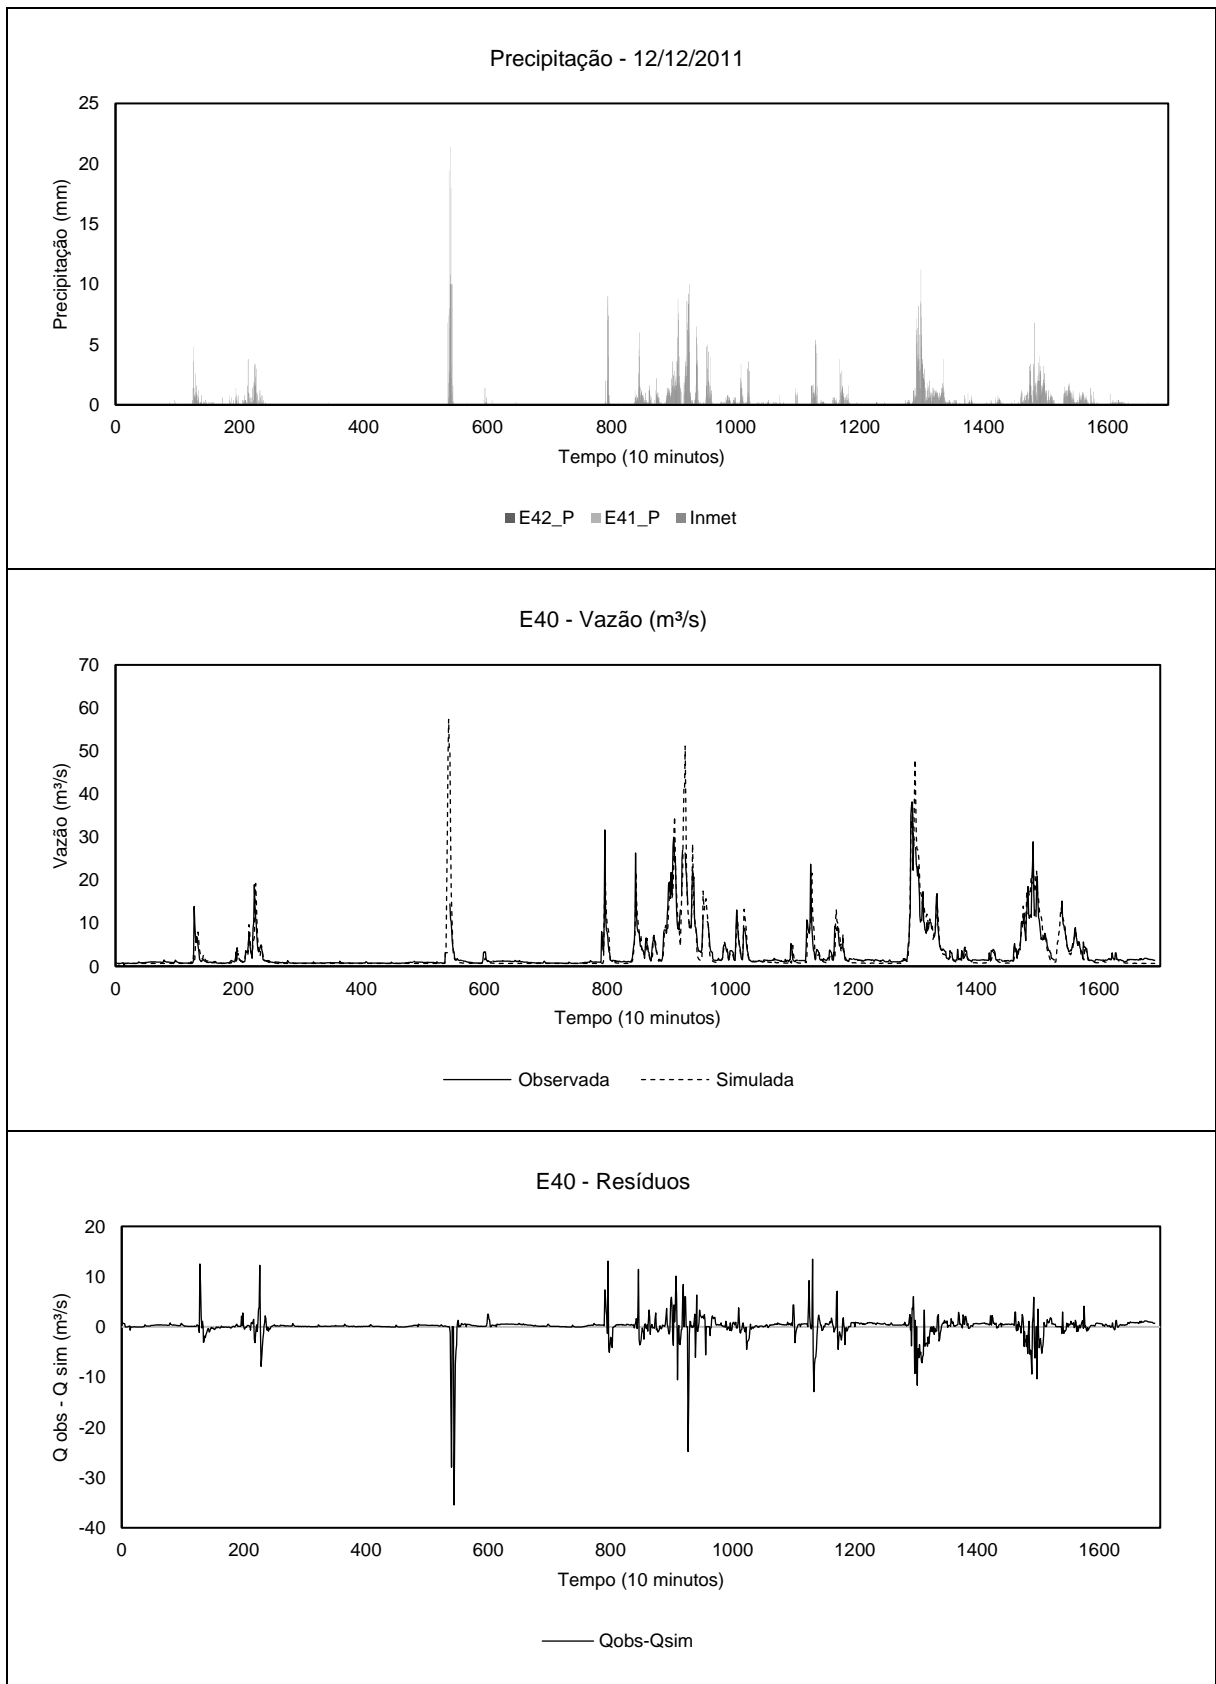 Precipitação - 12/12/2011
25
20
15
10
5
0
Precipitação (mm)
0 200 400 600 800 1000 1200 1400 1600
Tempo (10 minutos)
E42_P E41_P Inmet
E40 - Vazão (m³/s)
70
60
50
40
30
20
10
0
Vazão (m³/s)
0 200 400 600 800 1000 1200 1400 1600
Tempo (10 minutos)
Observada Simulada
E40 - Resíduos
20
10
0
-10
-20
-30
-40
Q obs - Q sim (m³/s)
0 200 400 600 800 1000 1200 1400 1600
Tempo (10 minutos)
Qobs-Qsim